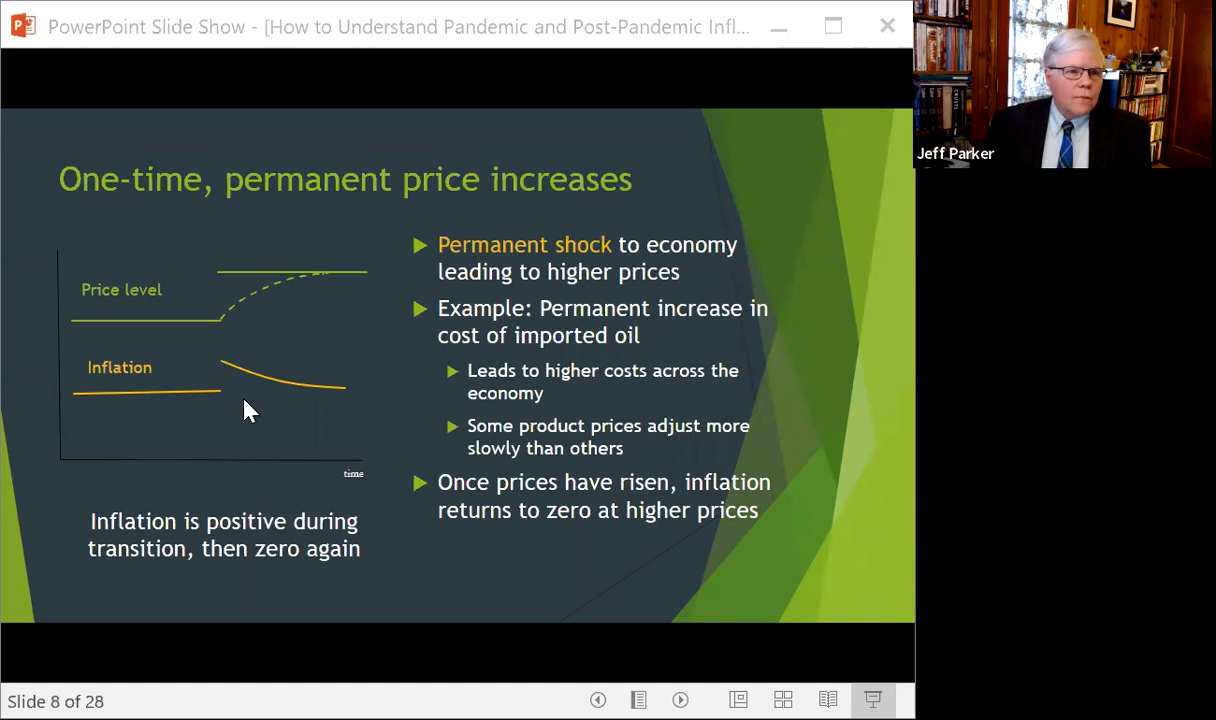 PowerPoint Slide Show - [How to Understand Pandemic and Post-Pandemic Infl...
Jeff Parker
One-time, permanent price increases
Price level
Inflation
time
Inflation is positive during
transition, then zero again
Permanent shock to economy
leading to higher prices
Example: Permanent increase in
cost of imported oil
Leads to higher costs across the
economy
Some product prices adjust more
slowly than others
Once prices have risen, inflation
returns to zero at higher prices
Slide 8 of 28